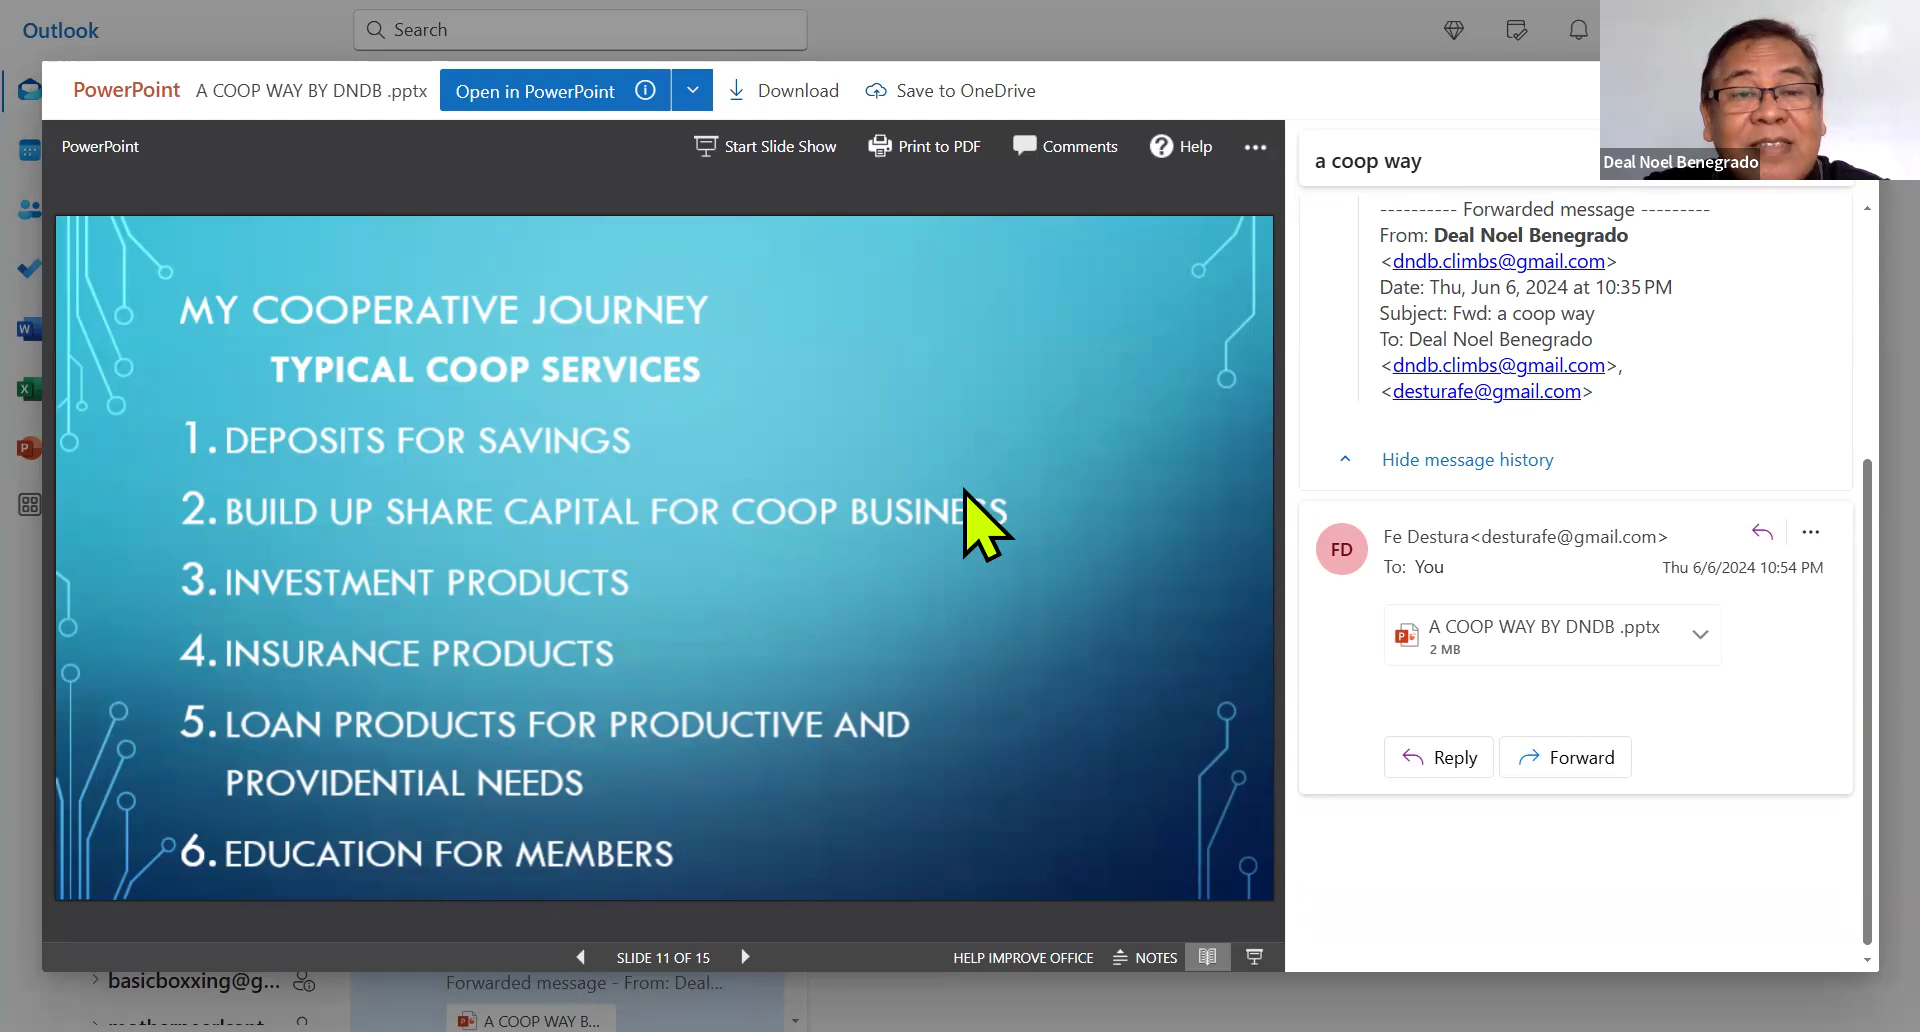 Outlook
Search
PowerPoint A COOP WAY BY DNDB .pptx Open in PowerPoint Download Save to OneDrive
PowerPoint Start Slide Show Print to PDF Comments Help
MY COOPERATIVE JOURNEY
TYPICAL COOP SERVICES
1. DEPOSITS FOR SAVINGS
2. BUILD UP SHARE CAPITAL FOR COOP BUSINESS
3. INVESTMENT PRODUCTS
4. INSURANCE PRODUCTS
5. LOAN PRODUCTS FOR PRODUCTIVE AND
PROVIDENTIAL NEEDS
6. EDUCATION FOR MEMBERS
SLIDE 11 OF 15 HELP IMPROVE OFFICE NOTES
Deal Noel Benegrado
a coop way
---------- Forwarded message ---------
From: Deal Noel Benegrado
<dndb.climbs@gmail.com>
Date: Thu, Jun 6, 2024 at 10:35 PM
Subject: Fwd: a coop way
To: Deal Noel Benegrado
<dndb.climbs@gmail.com>,
<desturafe@gmail.com>
Hide message history
FD
Fe Destura<desturafe@gmail.com>
To: You
Thu 6/6/2024 10:54 PM
A COOP WAY BY DNDB .pptx
2 MB
Reply Forward
basicboxxing@g...
Forwarded message - From: Deal...
A COOP WAY B...